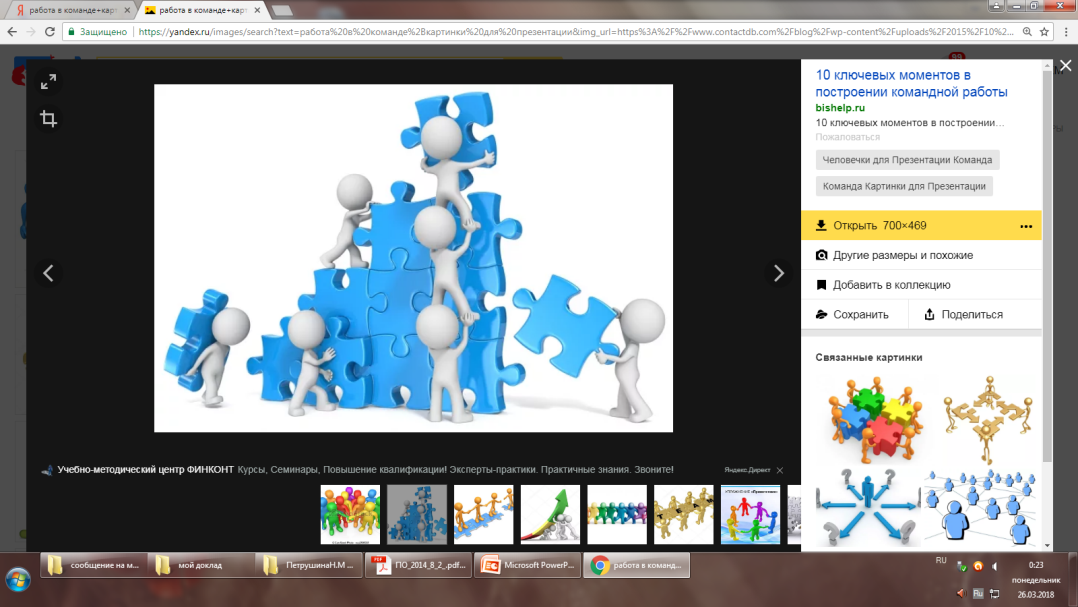 работа в команде+карт
работа в команде+карт
Защищено
https://yandex.ru/images/search?text=работа%20в%20команде%2Bкартинки%20для%20презентации&img_url=https%3A%2F%2Fwww.contactdb.com%2Fblog%2Fwp-content%2Fuploads%2F2015%2F10%2...
10 ключевых моментов в
построении командной работы
bishelp.ru
10 ключевых моментов в построении...
Пожаловаться
Человечки для Презентации Команда
Команда Картинки для Презентации
Открыть 700×469
Другие размеры и похожие
Добавить в коллекцию
Сохранить
Поделиться
Связанные картинки
Учебно-методический центр ФИНКОНТ Курсы, Семинары, Повышение квалификации! Эксперты-практики. Практичные знания. Звоните!
Яндекс.Директ
сообщение на м...
мой доклад
ПетрушинаН.М ...
ПО_2014_8_2_.pdf...
Microsoft PowerP...
работа в команд...
RU
0:23
понедельник
Ru
26.03.2018